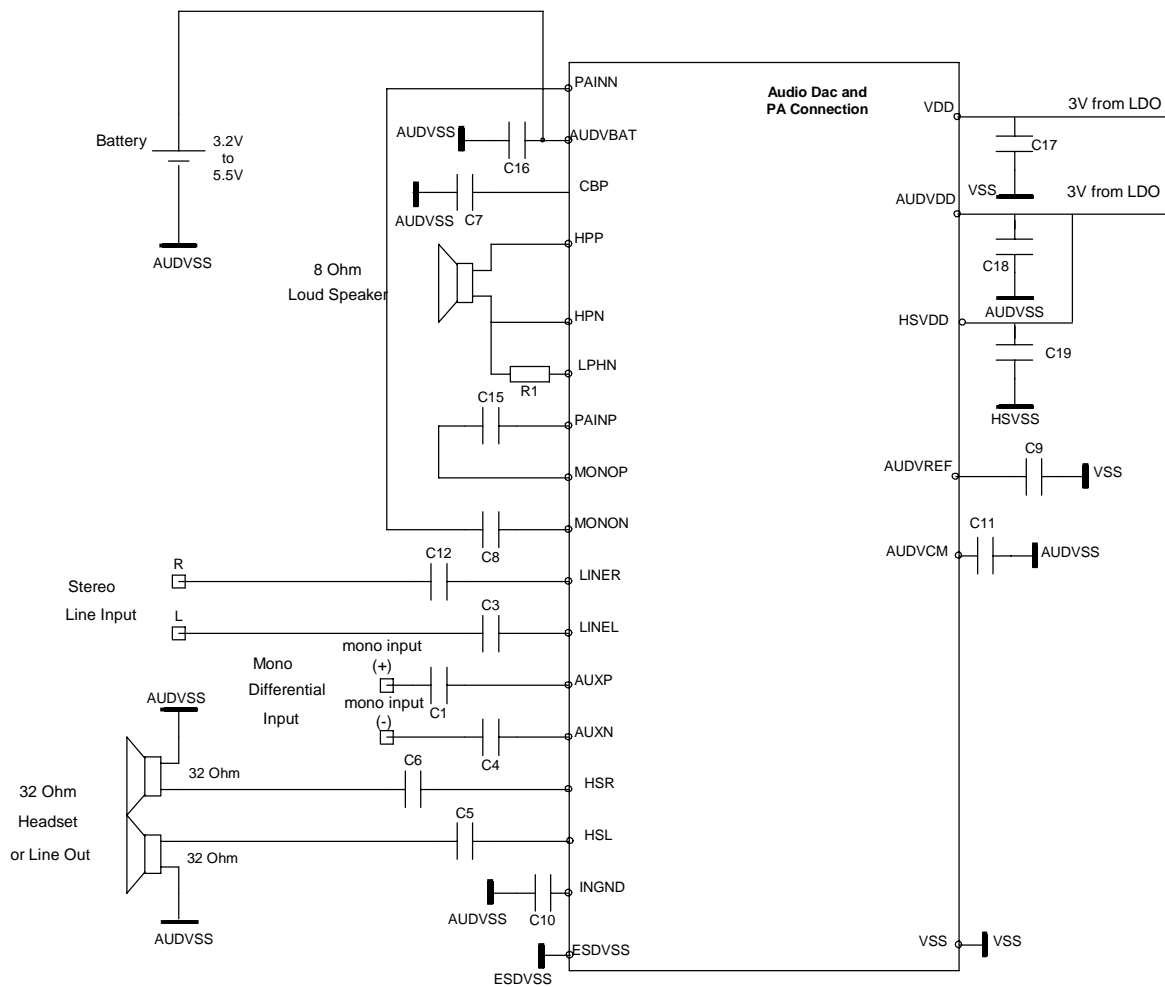 PAINN
Audio Dac and
PA Connection
VDD
3V from LDO
Battery
3.2V
to
5.5V
AUDVSS
AUDVBAT
C16
C17
VSS
CBP
AUDVSS
C7
AUDVDD
3V from LDO
HPP
AUDVSS
8 Ohm
Loud Speaker
C18
AUDVSS
HPN
HSVDD
LPHN
R1
C19
HSVSS
C15
PAINP
MONOP
AUDVREF
C9
VSS
MONON
C8
C11
AUDVCM
AUDVSS
R
C12
LINER
Stereo
Line Input
L
C3
LINEL
mono input
(+)
Mono
Differential
Input
AUXP
C1
mono input
(-)
AUXN
C4
AUDVSS
32 Ohm
C6
HSR
32 Ohm
Headset
or Line Out
32 Ohm
C5
HSL
INGND
AUDVSS
C10
AUDVSS
ESDVSS
ESDVSS
VSS
VSS